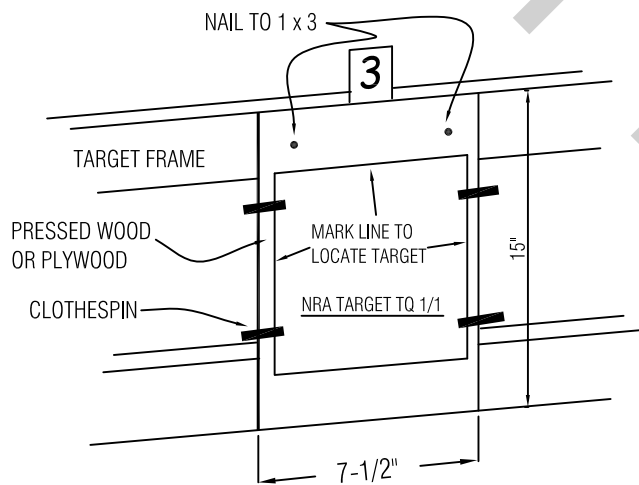 NAIL TO 1 x 3
3
TARGET FRAME
PRESSED WOOD
OR PLYWOOD
MARK LINE TO
LOCATE TARGET
15"
CLOTHESPIN
NRA TARGET TQ 1/1
7-1/2"